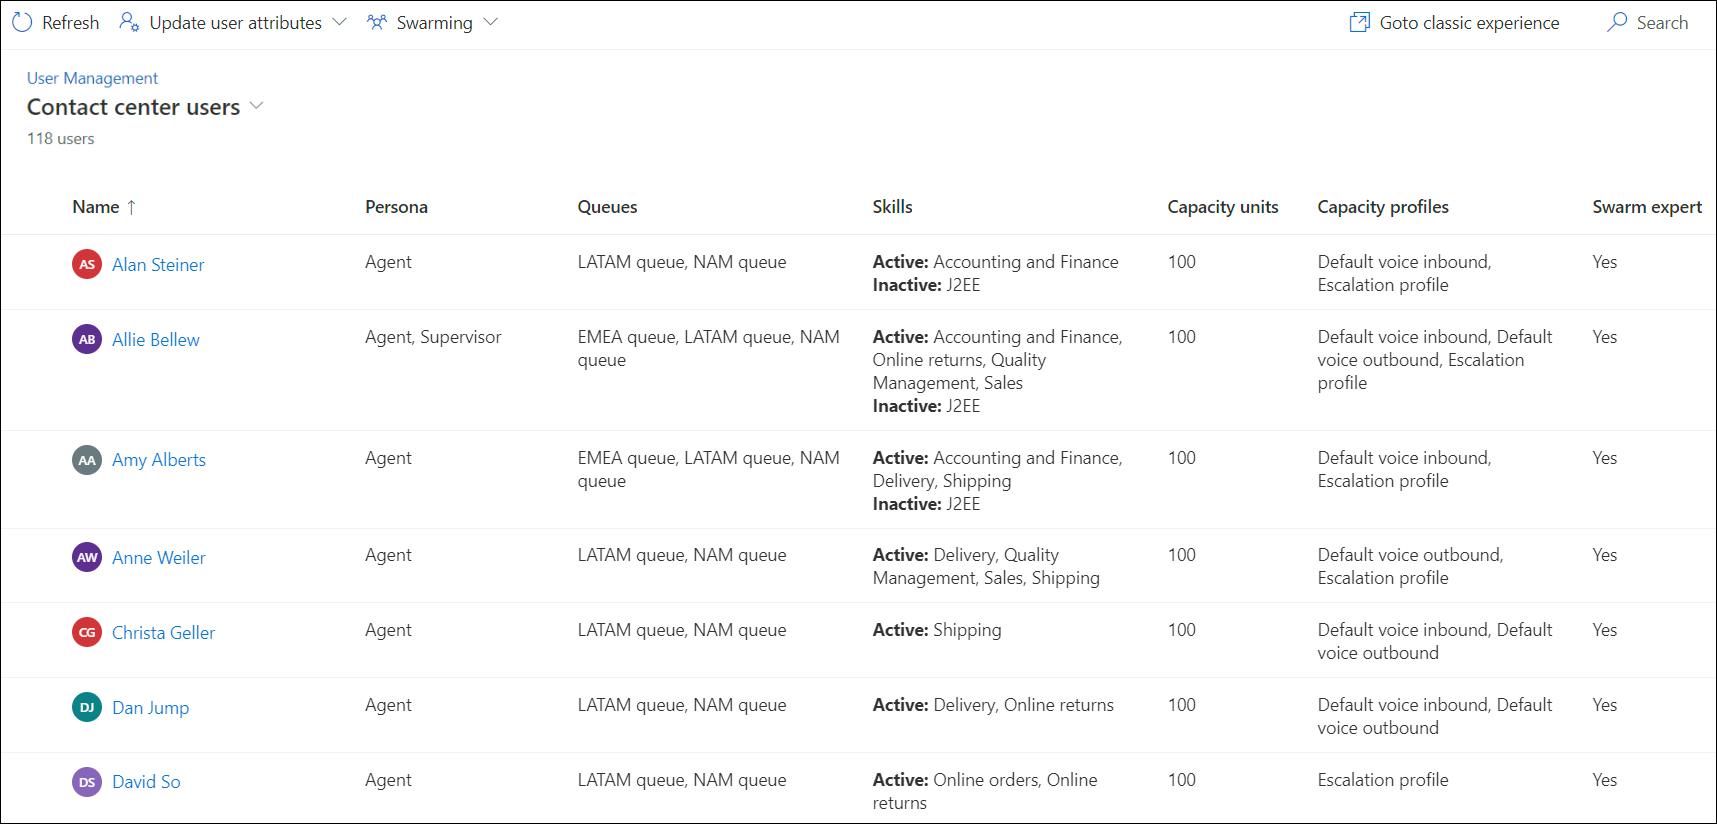 Refresh Update user attributes Swarming Goto classic experience Search
User Management
Contact center users
118 users
Name ↑ Persona Queues Skills Capacity units Capacity profiles Swarm expert
AS Alan Steiner Agent LATAM queue, NAM queue Active: Accounting and Finance 100 Default voice inbound, Yes
Inactive: J2EE Escalation profile
AB Allie Bellew Agent, Supervisor EMEA queue, LATAM queue, NAM Active: Accounting and Finance, 100 Default voice inbound, Default Yes
queue Online returns, Quality voice outbound, Escalation
Management, Sales profile
Inactive: J2EE
AA Amy Alberts Agent EMEA queue, LATAM queue, NAM Active: Accounting and Finance, 100 Default voice inbound, Yes
queue Delivery, Shipping Escalation profile
Inactive: J2EE
AW Anne Weiler Agent LATAM queue, NAM queue Active: Delivery, Quality 100 Default voice outbound, Yes
Management, Sales, Shipping Escalation profile
CG Christa Geller Agent LATAM queue, NAM queue Active: Shipping 100 Default voice inbound, Default Yes
voice outbound
DJ Dan Jump Agent LATAM queue, NAM queue Active: Delivery, Online returns 100 Default voice inbound, Default Yes
voice outbound
DS David So Agent LATAM queue, NAM queue Active: Online orders, Online 100 Escalation profile Yes
returns